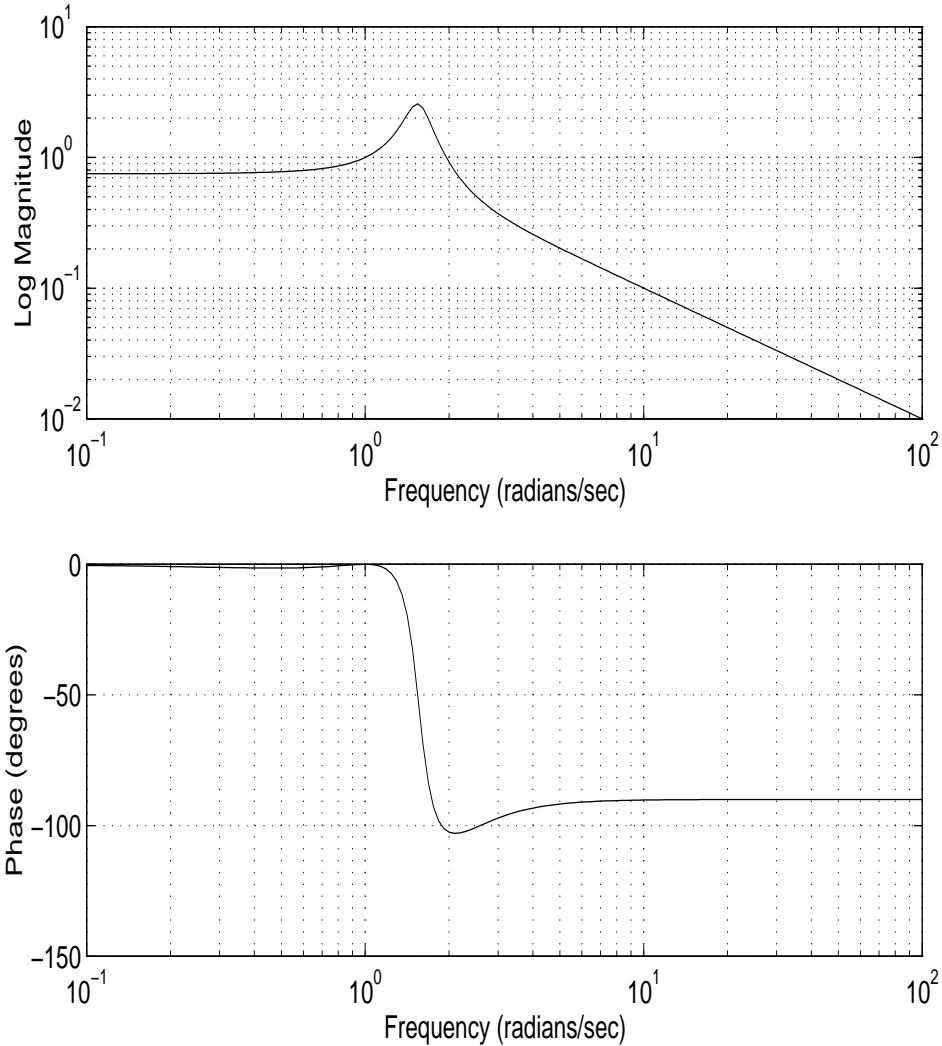 10^1
10^0
10^−1
10^−2
Log Magnitude
10^−1 10^0 10^1 10^2
Frequency (radians/sec)
0
−50
−100
−150
Phase (degrees)
10^−1 10^0 10^1 10^2
Frequency (radians/sec)